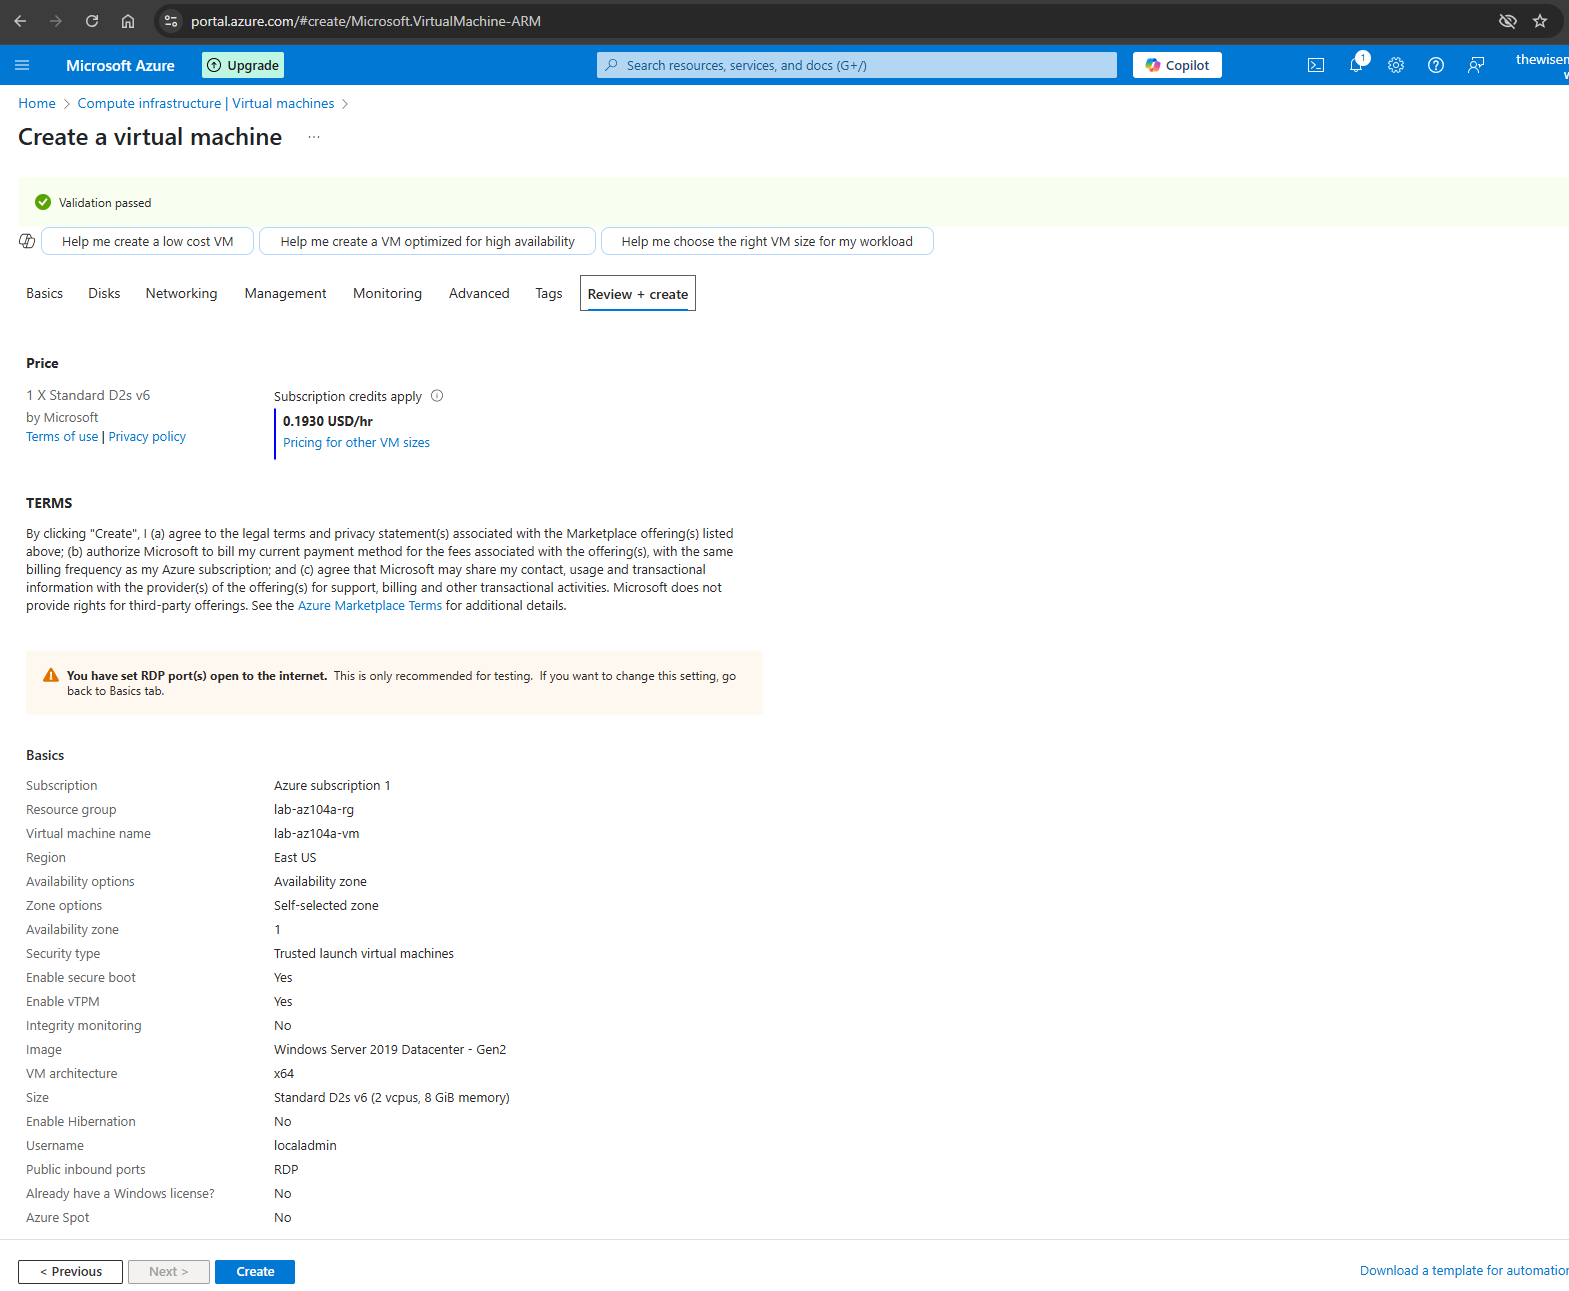 portal.azure.com/#create/Microsoft.VirtualMachine-ARM
Microsoft Azure
Upgrade
Search resources, services, and docs (G+/)
Copilot
1
Home > Compute infrastructure | Virtual machines >
Create a virtual machine ...
Validation passed
Help me create a low cost VM
Help me create a VM optimized for high availability
Help me choose the right VM size for my workload
Basics Disks Networking Management Monitoring Advanced Tags Review + create
Price
1 X Standard D2s v6
by Microsoft
Terms of use | Privacy policy
Subscription credits apply
0.1930 USD/hr
Pricing for other VM sizes
TERMS
By clicking "Create", I (a) agree to the legal terms and privacy statement(s) associated with the Marketplace offering(s) listed
above; (b) authorize Microsoft to bill my current payment method for the fees associated with the offering(s), with the same
billing frequency as my Azure subscription; and (c) agree that Microsoft may share my contact, usage and transactional
information with the provider(s) of the offering(s) for support, billing and other transactional activities. Microsoft does not
provide rights for third-party offerings. See the Azure Marketplace Terms for additional details.
You have set RDP port(s) open to the internet. This is only recommended for testing. If you want to change this setting, go
back to Basics tab.
Basics
Subscription Azure subscription 1
Resource group lab-az104a-rg
Virtual machine name lab-az104a-vm
Region East US
Availability options Availability zone
Zone options Self-selected zone
Availability zone 1
Security type Trusted launch virtual machines
Enable secure boot Yes
Enable vTPM Yes
Integrity monitoring No
Image Windows Server 2019 Datacenter - Gen2
VM architecture x64
Size Standard D2s v6 (2 vcpus, 8 GiB memory)
Enable Hibernation No
Username localadmin
Public inbound ports RDP
Already have a Windows license? No
Azure Spot No
< Previous
Next >
Create
Download a template for automation